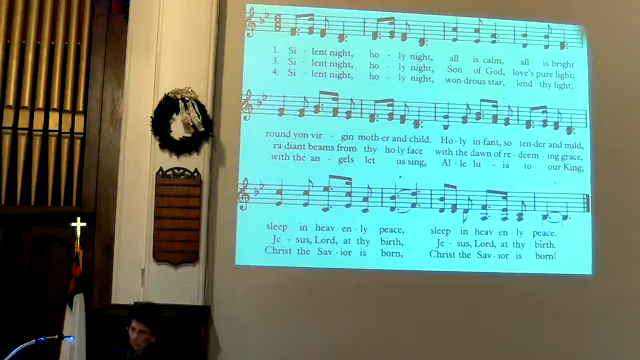 1. Si - lent night, ho - ly night, all is calm, all is bright
3. Si - lent night, ho - ly night, Son of God, love's pure light,
4. Si - lent night, ho - ly night, won-drous star, lend thy light,
round yon vir - gin moth-er and child. Ho-ly in-fant, so ten-der and mild,
ra diant beams from thy ho-ly face with the dawn of re-deem-ing grace,
with the an - gels let us sing, Al - le - lu - ia to our King,
sleep in heav-en-ly peace, sleep in heav en-ly peace.
Je - sus, Lord, at thy birth, Je - sus, Lord, at thy birth.
Christ the Sav-ior is born, Christ the Sav-ior is born!